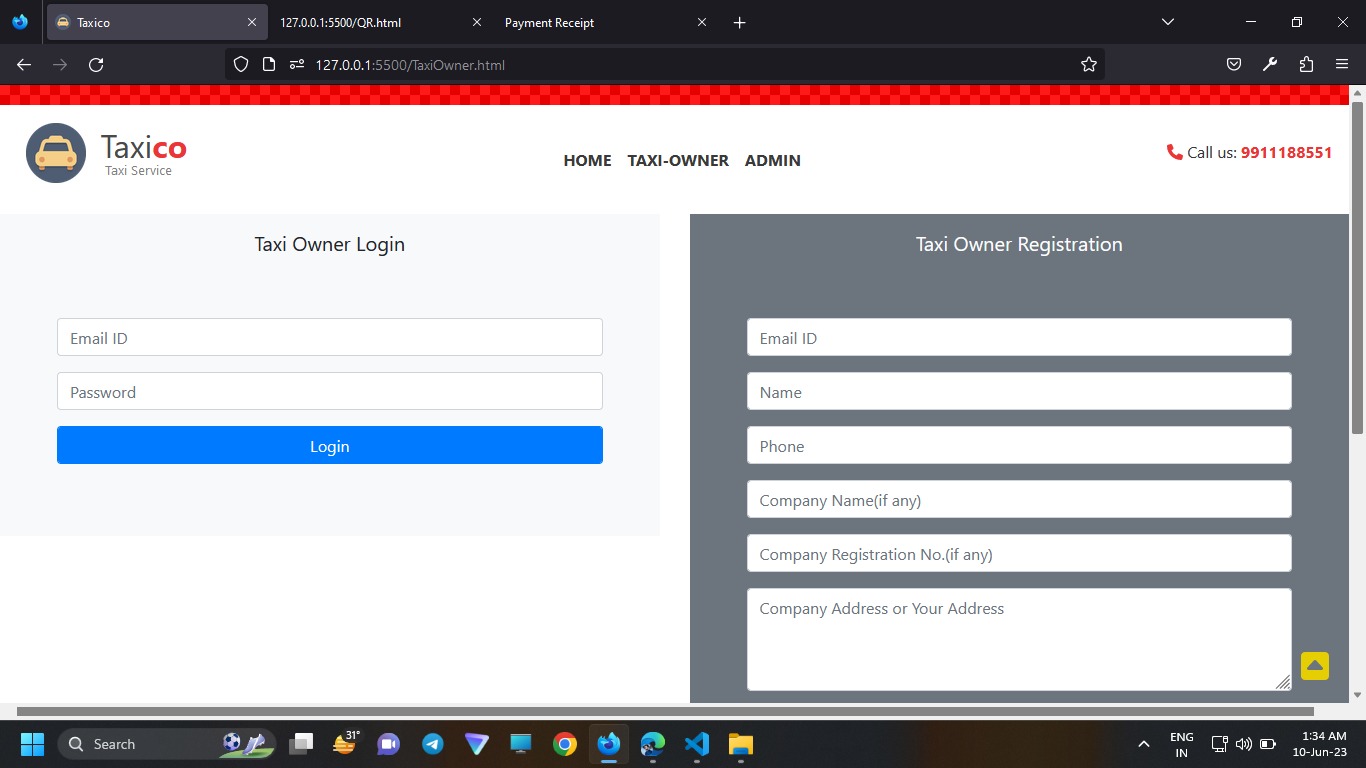 Taxico
127.0.0.1:5500/QR.html
Payment Receipt
127.0.0.1:5500/TaxiOwner.html
Taxico
Taxi Service
HOME TAXI-OWNER ADMIN
Call us: 9911188551
Taxi Owner Login
Email ID
Password
Login
Taxi Owner Registration
Email ID
Name
Phone
Company Name(if any)
Company Registration No.(if any)
Company Address or Your Address
Search
31°
ENG
IN
1:34 AM
10-Jun-23